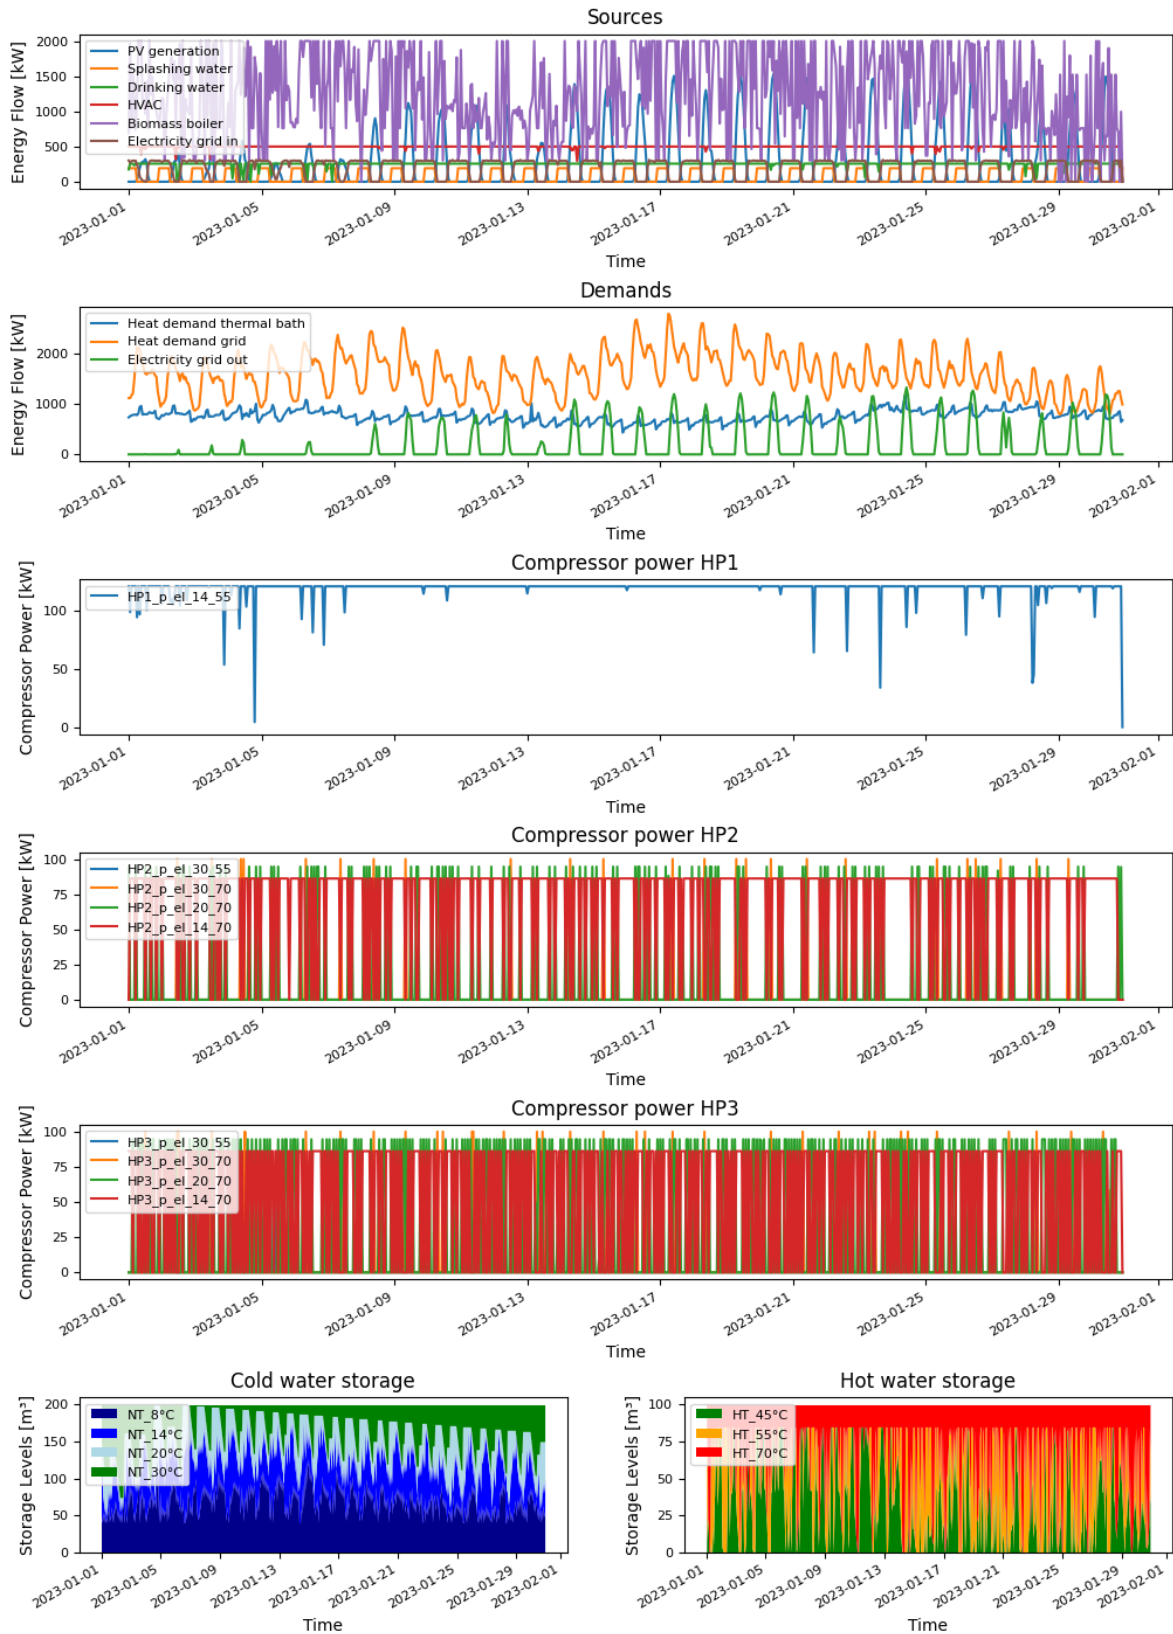 Sources
Energy Flow [kW]
2000
1500
1000
500
0
PV generation
Splashing water
Drinking water
HVAC
Biomass boiler
Electricity grid in
2023-01-01
2023-01-05
2023-01-09
2023-01-13
2023-01-17
2023-01-21
2023-01-25
2023-01-29
2023-02-01
Time
Demands
Energy Flow [kW]
2000
1000
0
Heat demand thermal bath
Heat demand grid
Electricity grid out
2023-01-01
2023-01-05
2023-01-09
2023-01-13
2023-01-17
2023-01-21
2023-01-25
2023-01-29
2023-02-01
Time
Compressor power HP1
Compressor Power [kW]
100
50
0
HP1_p_el_14_55
2023-01-01
2023-01-05
2023-01-09
2023-01-13
2023-01-17
2023-01-21
2023-01-25
2023-01-29
2023-02-01
Time
Compressor power HP2
Compressor Power [kW]
100
75
50
25
0
HP2_p_el_30_55
HP2_p_el_30_70
HP2_p_el_20_70
HP2_p_el_14_70
2023-01-01
2023-01-05
2023-01-09
2023-01-13
2023-01-17
2023-01-21
2023-01-25
2023-01-29
2023-02-01
Time
Compressor power HP3
Compressor Power [kW]
100
75
50
25
0
HP3_p_el_30_55
HP3_p_el_30_70
HP3_p_el_20_70
HP3_p_el_14_70
2023-01-01
2023-01-05
2023-01-09
2023-01-13
2023-01-17
2023-01-21
2023-01-25
2023-01-29
2023-02-01
Time
Cold water storage
Storage Levels [m³]
200
150
100
50
0
NT_8°C
NT_14°C
NT_20°C
NT_30°C
2023-01-01
2023-01-05
2023-01-09
2023-01-13
2023-01-17
2023-01-21
2023-01-25
2023-01-29
2023-02-01
Time
Hot water storage
Storage Levels [m³]
100
75
50
25
0
HT_45°C
HT_55°C
HT_70°C
2023-01-01
2023-01-05
2023-01-09
2023-01-13
2023-01-17
2023-01-21
2023-01-25
2023-01-29
2023-02-01
Time